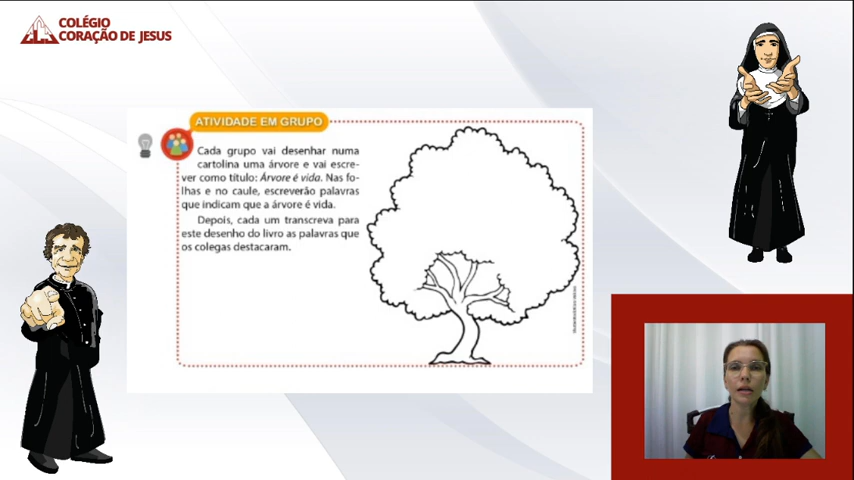 COLÉGIO
CORAÇÃO DE JESUS
ATIVIDADE EM GRUPO
Cada grupo vai desenhar numa
cartolina uma árvore e vai escre-
ver como título: Árvore é vida. Nas fo-
lhas e no caule, escreverão palavras
que indicam que a árvore é vida.
Depois, cada um transcreva para
este desenho do livro as palavras que
os colegas destacaram.